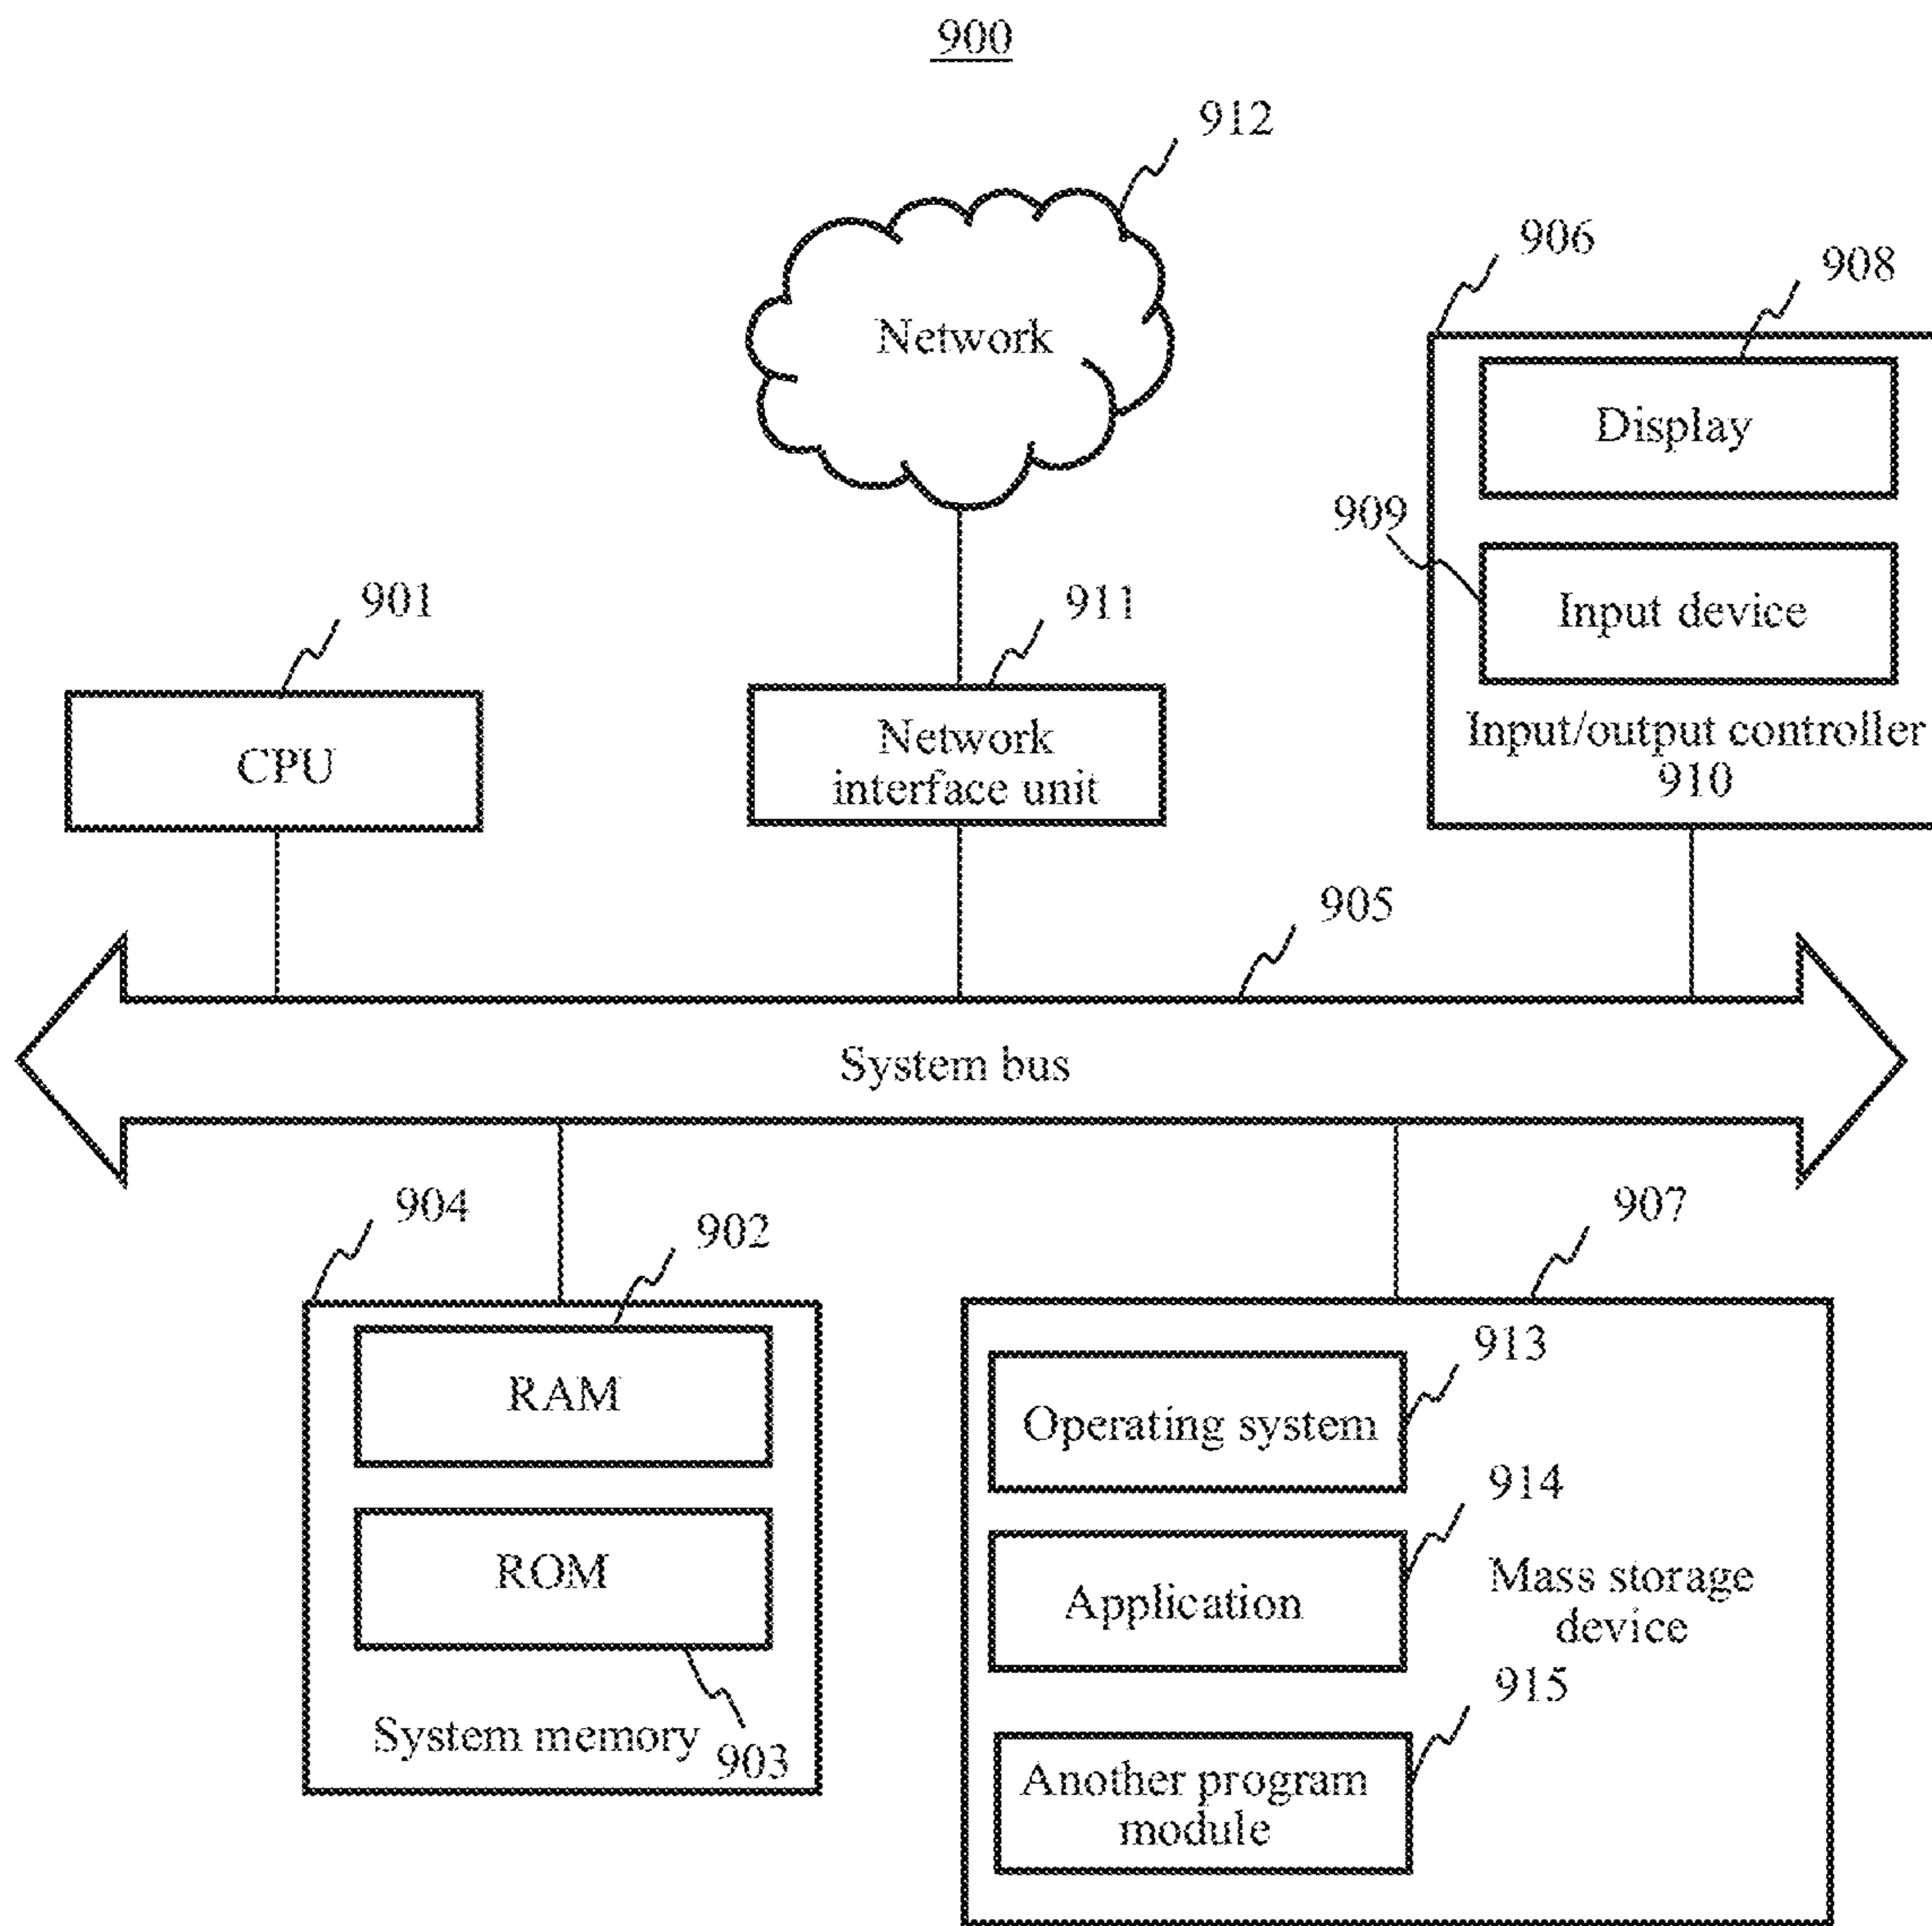 900
912
Network
906
908
Display
909
Input device
Input/output controller
910
901
CPU
911
Network
interface unit
905
System bus
904
902
RAM
ROM
System memory
903
907
913
Operating system
914
Application
Mass storage
device
915
Another program
module